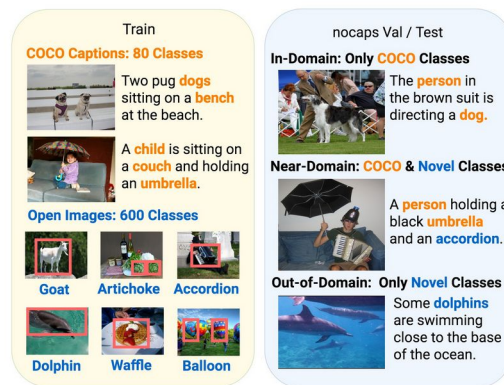 Train
COCO Captions: 80 Classes
Two pug dogs
sitting on a bench
at the beach.
A child is sitting on
a couch and holding
an umbrella.
Open Images: 600 Classes
Goat
Artichoke
Accordion
Dolphin
Waffle
Balloon
nocaps Val / Test
In-Domain: Only COCO Classes
The person in
the brown suit is
directing a dog.
Near-Domain: COCO & Novel Classes
A person holding a
black umbrella
and an accordion.
Out-of-Domain: Only Novel Classes
Some dolphins
are swimming
close to the base
of the ocean.